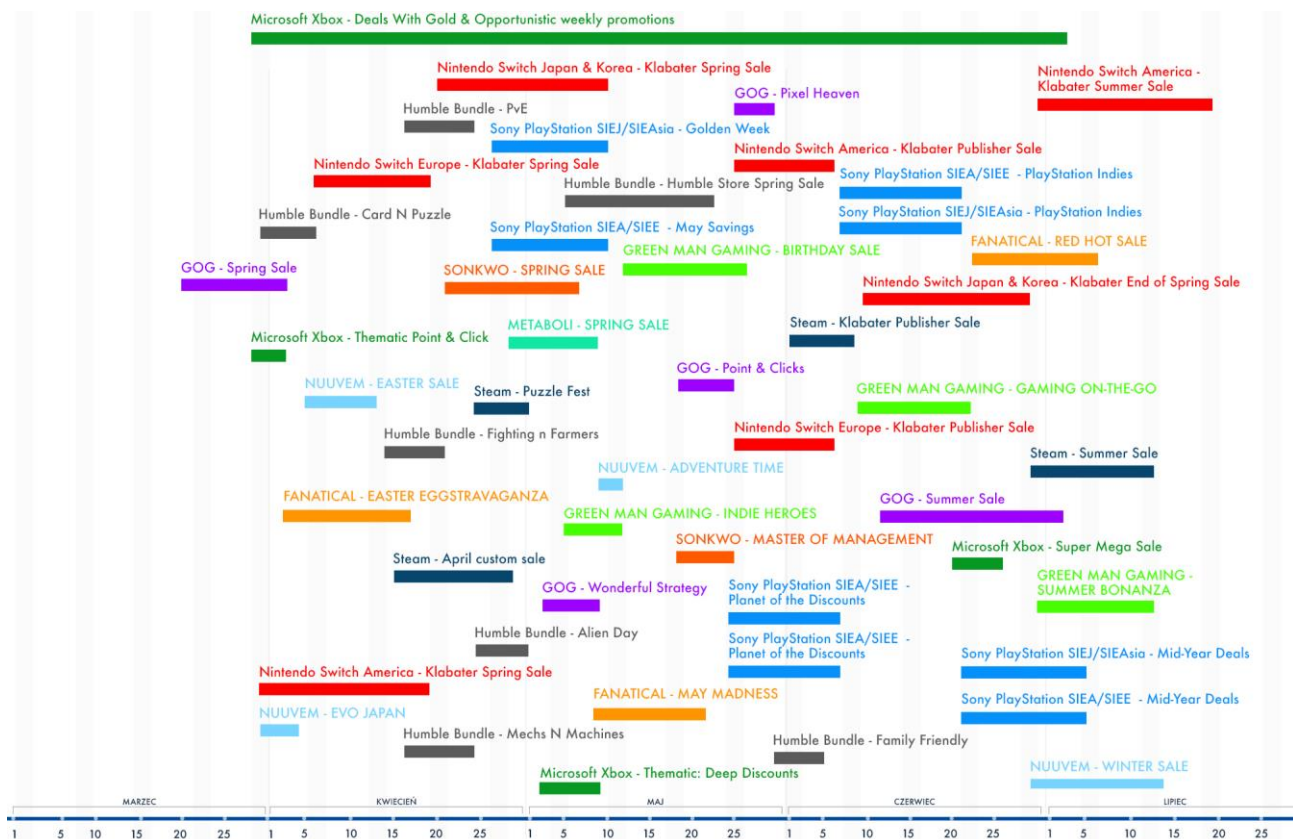 Microsoft Xbox - Deals With Gold & Opportunistic weekly promotions
Nintendo Switch Japan & Korea - Klabater Spring Sale
Nintendo Switch America -
Klabater Summer Sale
GOG - Pixel Heaven
Humble Bundle - PvE
Sony PlayStation SIEJ/SIEAsia - Golden Week
Nintendo Switch America - Klabater Publisher Sale
Nintendo Switch Europe - Klabater Spring Sale
Sony PlayStation SIEA/SIEE - PlayStation Indies
Humble Bundle - Humble Store Spring Sale
Humble Bundle - Card N Puzzle
Sony PlayStation SIEJ/SIEAsia - PlayStation Indies
Sony PlayStation SIEA/SIEE - May Savings
FANATICAL - RED HOT SALE
GREEN MAN GAMING - BIRTHDAY SALE
GOG - Spring Sale
SONKWO - SPRING SALE
Nintendo Switch Japan & Korea - Klabater End of Spring Sale
METABOLI - SPRING SALE
Steam - Klabater Publisher Sale
Microsoft Xbox - Thematic Point & Click
GOG - Point & Clicks
NUUVEM - EASTER SALE
Steam - Puzzle Fest
GREEN MAN GAMING - GAMING ON-THE-GO
Nintendo Switch Europe - Klabater Publisher Sale
Humble Bundle - Fighting n Farmers
Steam - Summer Sale
NUUVEM - ADVENTURE TIME
FANATICAL - EASTER EGGSTRAVAGANZA
GOG - Summer Sale
GREEN MAN GAMING - INDIE HEROES
SONKWO - MASTER OF MANAGEMENT
Microsoft Xbox - Super Mega Sale
Steam - April custom sale
GREEN MAN GAMING -
SUMMER BONANZA
GOG - Wonderful Strategy
Sony PlayStation SIEA/SIEE -
Planet of the Discounts
Humble Bundle - Alien Day
Sony PlayStation SIEA/SIEE -
Planet of the Discounts
Sony PlayStation SIEJ/SIEAsia - Mid-Year Deals
Nintendo Switch America - Klabater Spring Sale
FANATICAL - MAY MADNESS
Sony PlayStation SIEA/SIEE - Mid-Year Deals
NUUVEM - EVO JAPAN
Humble Bundle - Mechs N Machines
Humble Bundle - Family Friendly
NUUVEM - WINTER SALE
Microsoft Xbox - Thematic: Deep Discounts
MARZEC KWIECIEŃ MAJ CZERWIEC LIPIEC
1 5 10 15 20 25 1 5 10 15 20 25 1 5 10 15 20 25 1 5 10 15 20 25 1 5 10 15 20 25